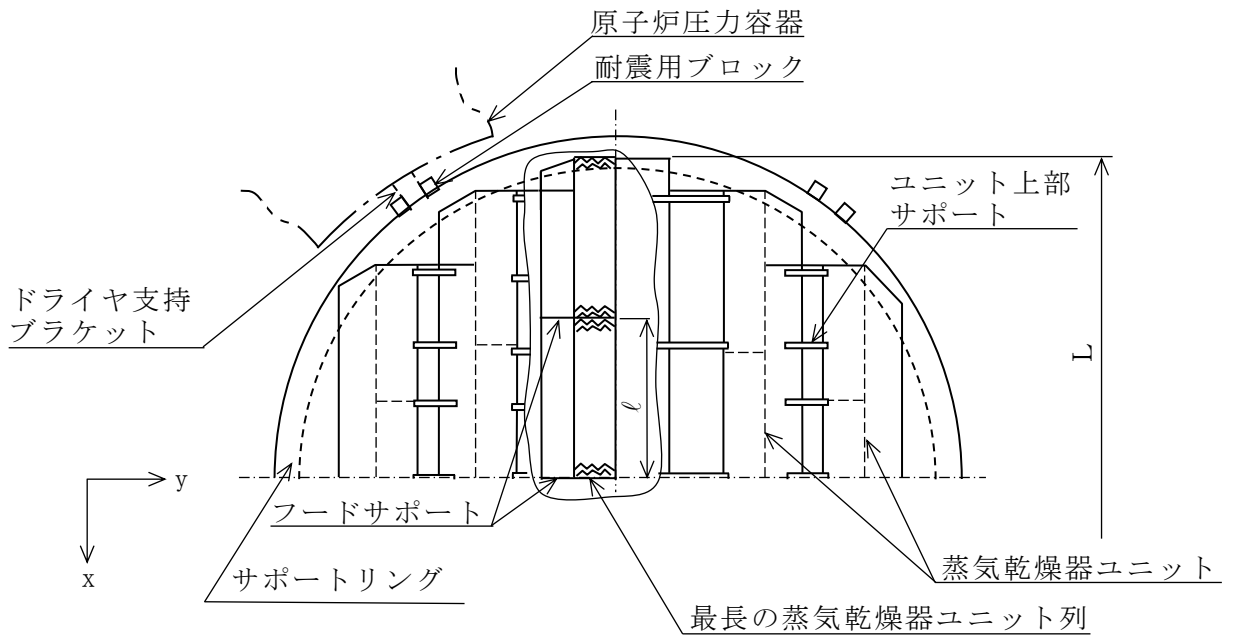 原子炉圧力容器
耐震用ブロック
ユニット上部
サポート
ドライヤ支持
ブラケット
L
ℓ
y
フードサポート
x
サポートリング
蒸気乾燥器ユニット
最長の蒸気乾燥器ユニット列